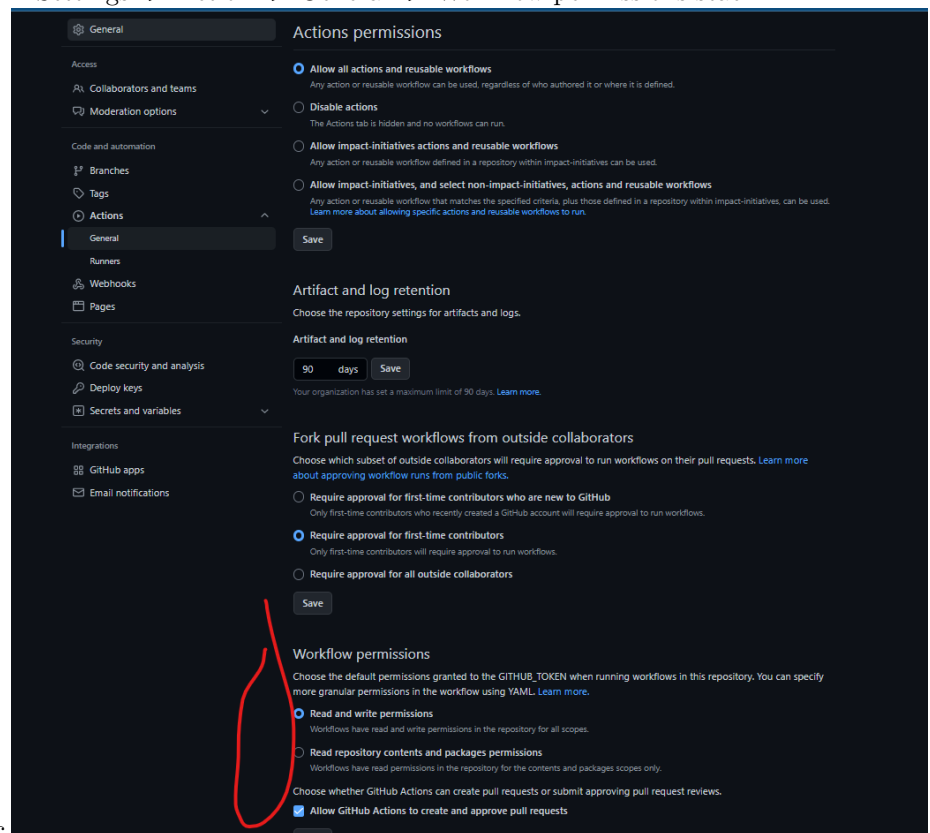 General
Access
Collaborators and teams
Moderation options
Code and automation
Branches
Tags
Actions
General
Runners
Webhooks
Pages
Security
Code security and analysis
Deploy keys
Secrets and variables
Integrations
GitHub apps
Email notifications
Actions permissions
Allow all actions and reusable workflows
Any action or reusable workflow can be used, regardless of who authored it or where it is defined.
Disable actions
The Actions tab is hidden and no workflows can run.
Allow impact-initiatives actions and reusable workflows
Any action or reusable workflow defined in a repository within impact-initiatives can be used.
Allow impact-initiatives, and select non-impact-initiatives, actions and reusable workflows
Any action or reusable workflow that matches the specified criteria, plus those defined in a repository within impact-initiatives, can be used.
Learn more about allowing specific actions and reusable workflows to run.
Save
Artifact and log retention
Choose the repository settings for artifacts and logs.
Artifact and log retention
90 days Save
Your organization has set a maximum limit of 90 days. Learn more.
Fork pull request workflows from outside collaborators
Choose which subset of outside collaborators will require approval to run workflows on their pull requests. Learn more
about approving workflow runs from public forks.
Require approval for first-time contributors who are new to GitHub
Only first-time contributors who recently created a GitHub account will require approval to run workflows.
Require approval for first-time contributors
Only first-time contributors will require approval to run workflows.
Require approval for all outside collaborators
Save
Workflow permissions
Choose the default permissions granted to the GITHUB_TOKEN when running workflows in this repository. You can specify
more granular permissions in the workflow using YAML. Learn more.
Read and write permissions
Workflows have read and write permissions in the repository for all scopes.
Read repository contents and packages permissions
Workflows have read permissions in the repository for the contents and packages scopes only.
Choose whether GitHub Actions can create pull requests or submit approving pull request reviews.
Allow GitHub Actions to create and approve pull requests